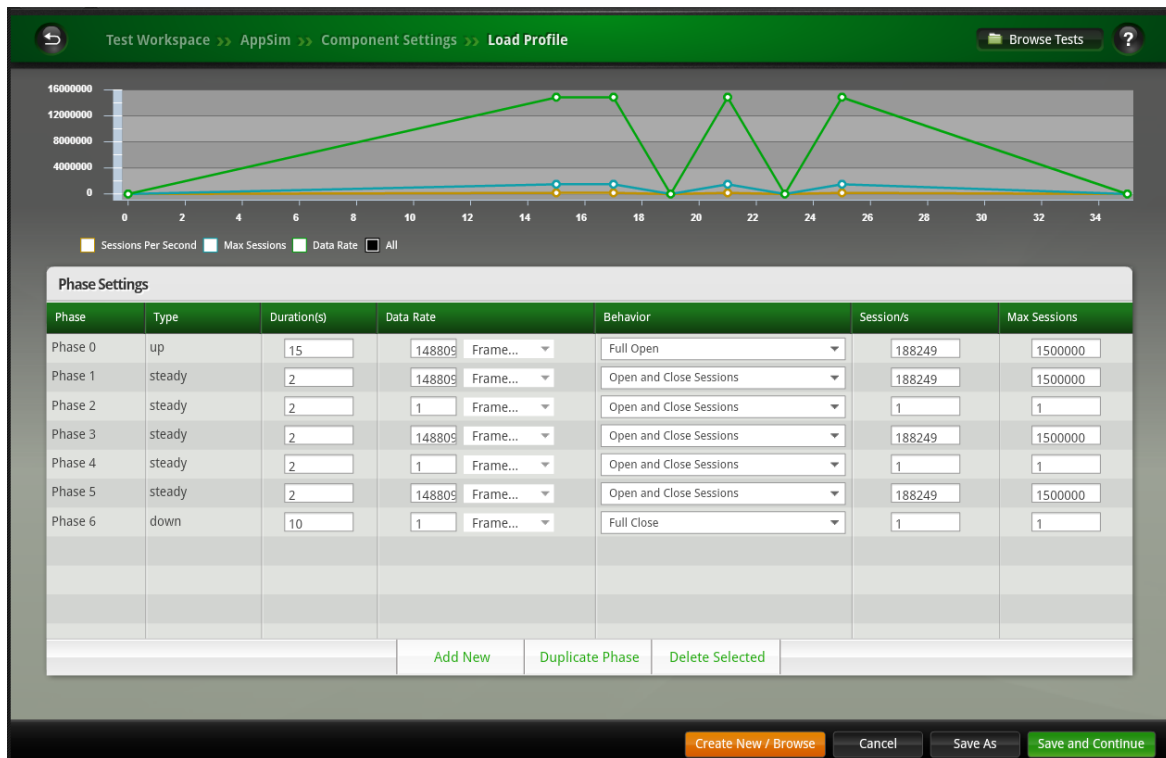 Test Workspace >> AppSim >> Component Settings >> Load Profile
Browse Tests ?
16000000
12000000
8000000
4000000
0
0 2 4 6 8 10 12 14 16 18 20 22 24 26 28 30 32 34
Sessions Per Second Max Sessions Data Rate All
Phase Settings
Phase Type Duration(s) Data Rate Behavior Session/s Max Sessions
Phase 0 up 15 148809 Frame... Full Open 188249 1500000
Phase 1 steady 2 148809 Frame... Open and Close Sessions 188249 1500000
Phase 2 steady 2 1 Frame... Open and Close Sessions 1 1
Phase 3 steady 2 148809 Frame... Open and Close Sessions 188249 1500000
Phase 4 steady 2 1 Frame... Open and Close Sessions 1 1
Phase 5 steady 2 148809 Frame... Open and Close Sessions 188249 1500000
Phase 6 down 10 1 Frame... Full Close 1 1
Add New Duplicate Phase Delete Selected
Create New / Browse Cancel Save As Save and Continue